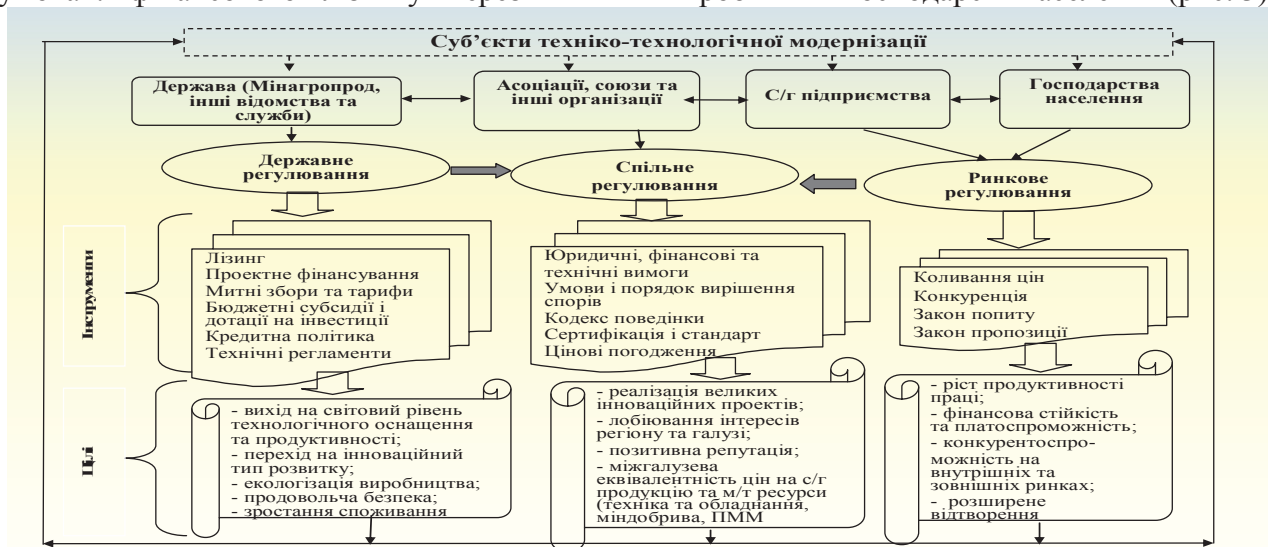 Суб’єкти техніко-технологічної модернізації
Держава (Мінагропрод,
інші відомства та
служби)
Асоціації, союзи та
інші організації
С/г підприємства
Господарства
населення
Державне
регулювання
Спільне
регулювання
Ринкове
регулювання
Інструменти
Лізинг
Проектне фінансування
Митні збори та тарифи
Бюджетні субсидії і
дотації на інвестиції
Кредитна політика
Технічні регламенти
Юридичні, фінансові та
технічні вимоги
Умови і порядок вирішення
спорів
Кодекс поведінки
Сертифікація і стандарт
Цінові погодження
Коливання цін
Конкуренція
Закон попиту
Закон пропозиції
Цілі
- вихід на світовий рівень
технологічного оснащення
та продуктивності;
- перехід на інноваційний
тип розвитку;
- екологізація виробництва;
- продовольча безпека;
- зростання споживання
- реалізація великих
інноваційних проектів;
- лобіювання інтересів
регіону та галузі;
- позитивна репутація;
- міжгалузева
еквівалентність цін на с/г
продукцію та м/т ресурси
(техніка та обладнання,
міндобрива, ПММ
- ріст продуктивності
праці;
- фінансова стійкість
та платоспроможність;
- конкурентоспро-
можність на
внутрішніх та
зовнішніх ринках;
- розширене
відтворення